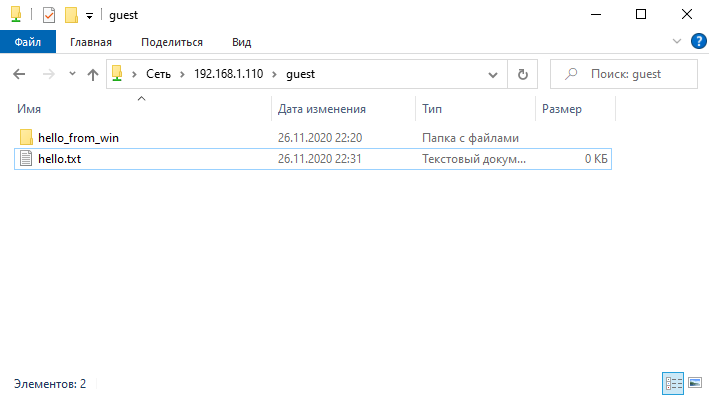 guest
Файл Главная Поделиться Вид
Сеть 192.168.1.110 guest Поиск: guest
Имя Дата изменения Тип Размер
hello_from_win 26.11.2020 22:20 Папка с файлами
hello.txt 26.11.2020 22:31 Текстовый докум... 0 КБ
Элементов: 2